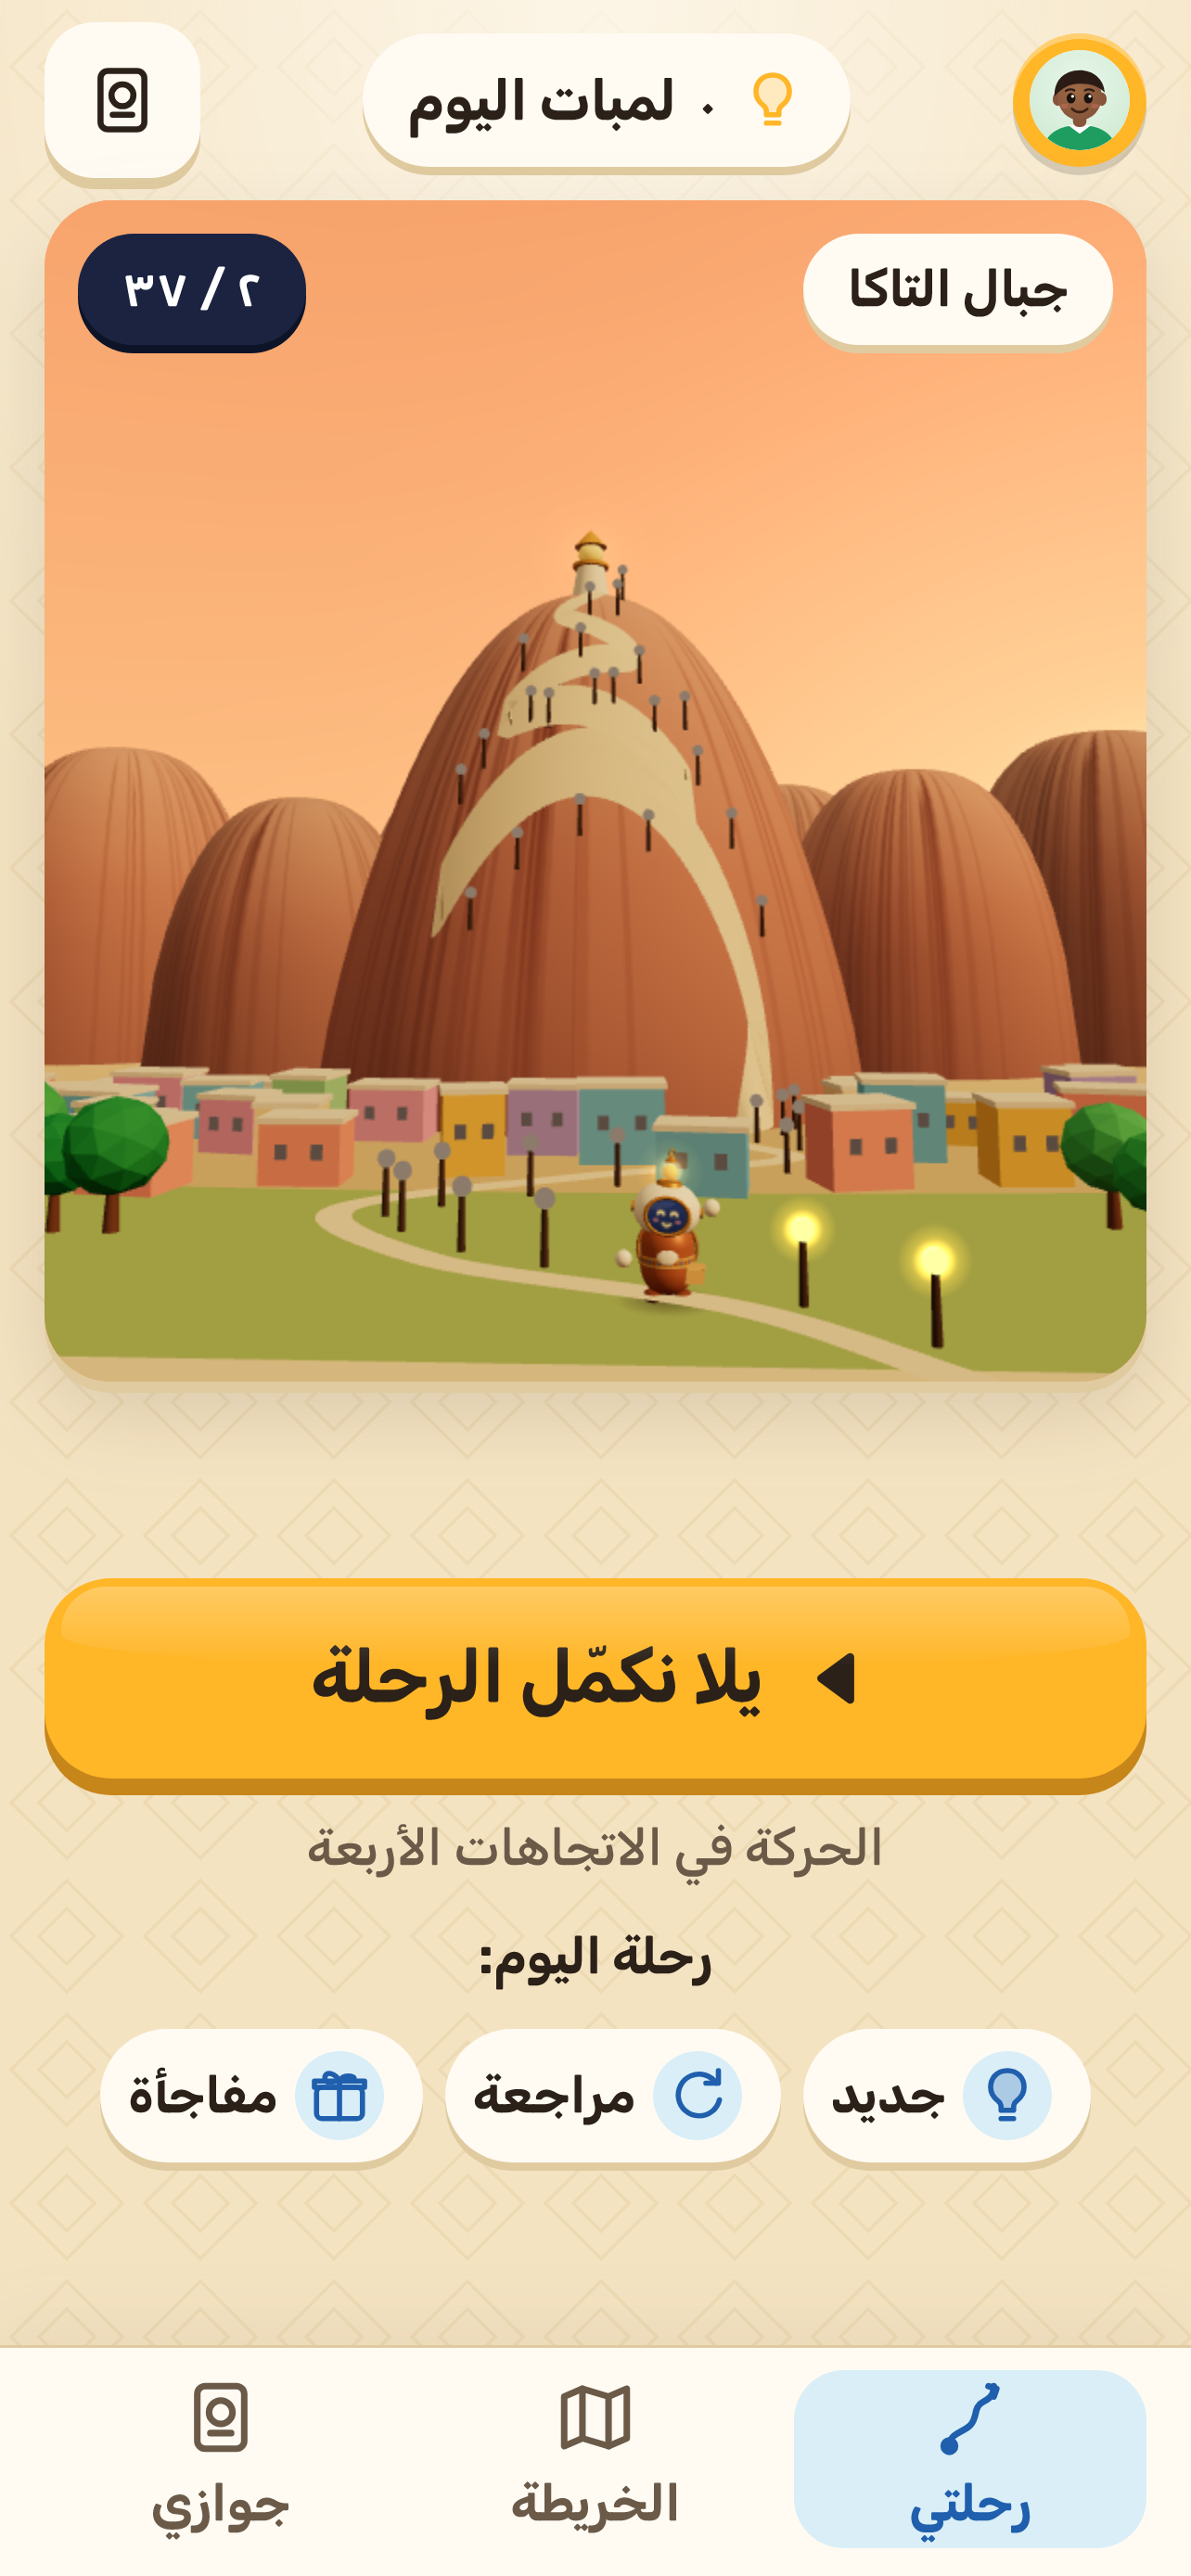 ٠ لمبات اليوم
جبال التاكا
٢ / ٣٧
يلا نكمّل الرحلة
الحركة في الاتجاهات الأربعة
رحلة اليوم:
جديد
مراجعة
مفاجأة
رحلتي
الخريطة
جوازي